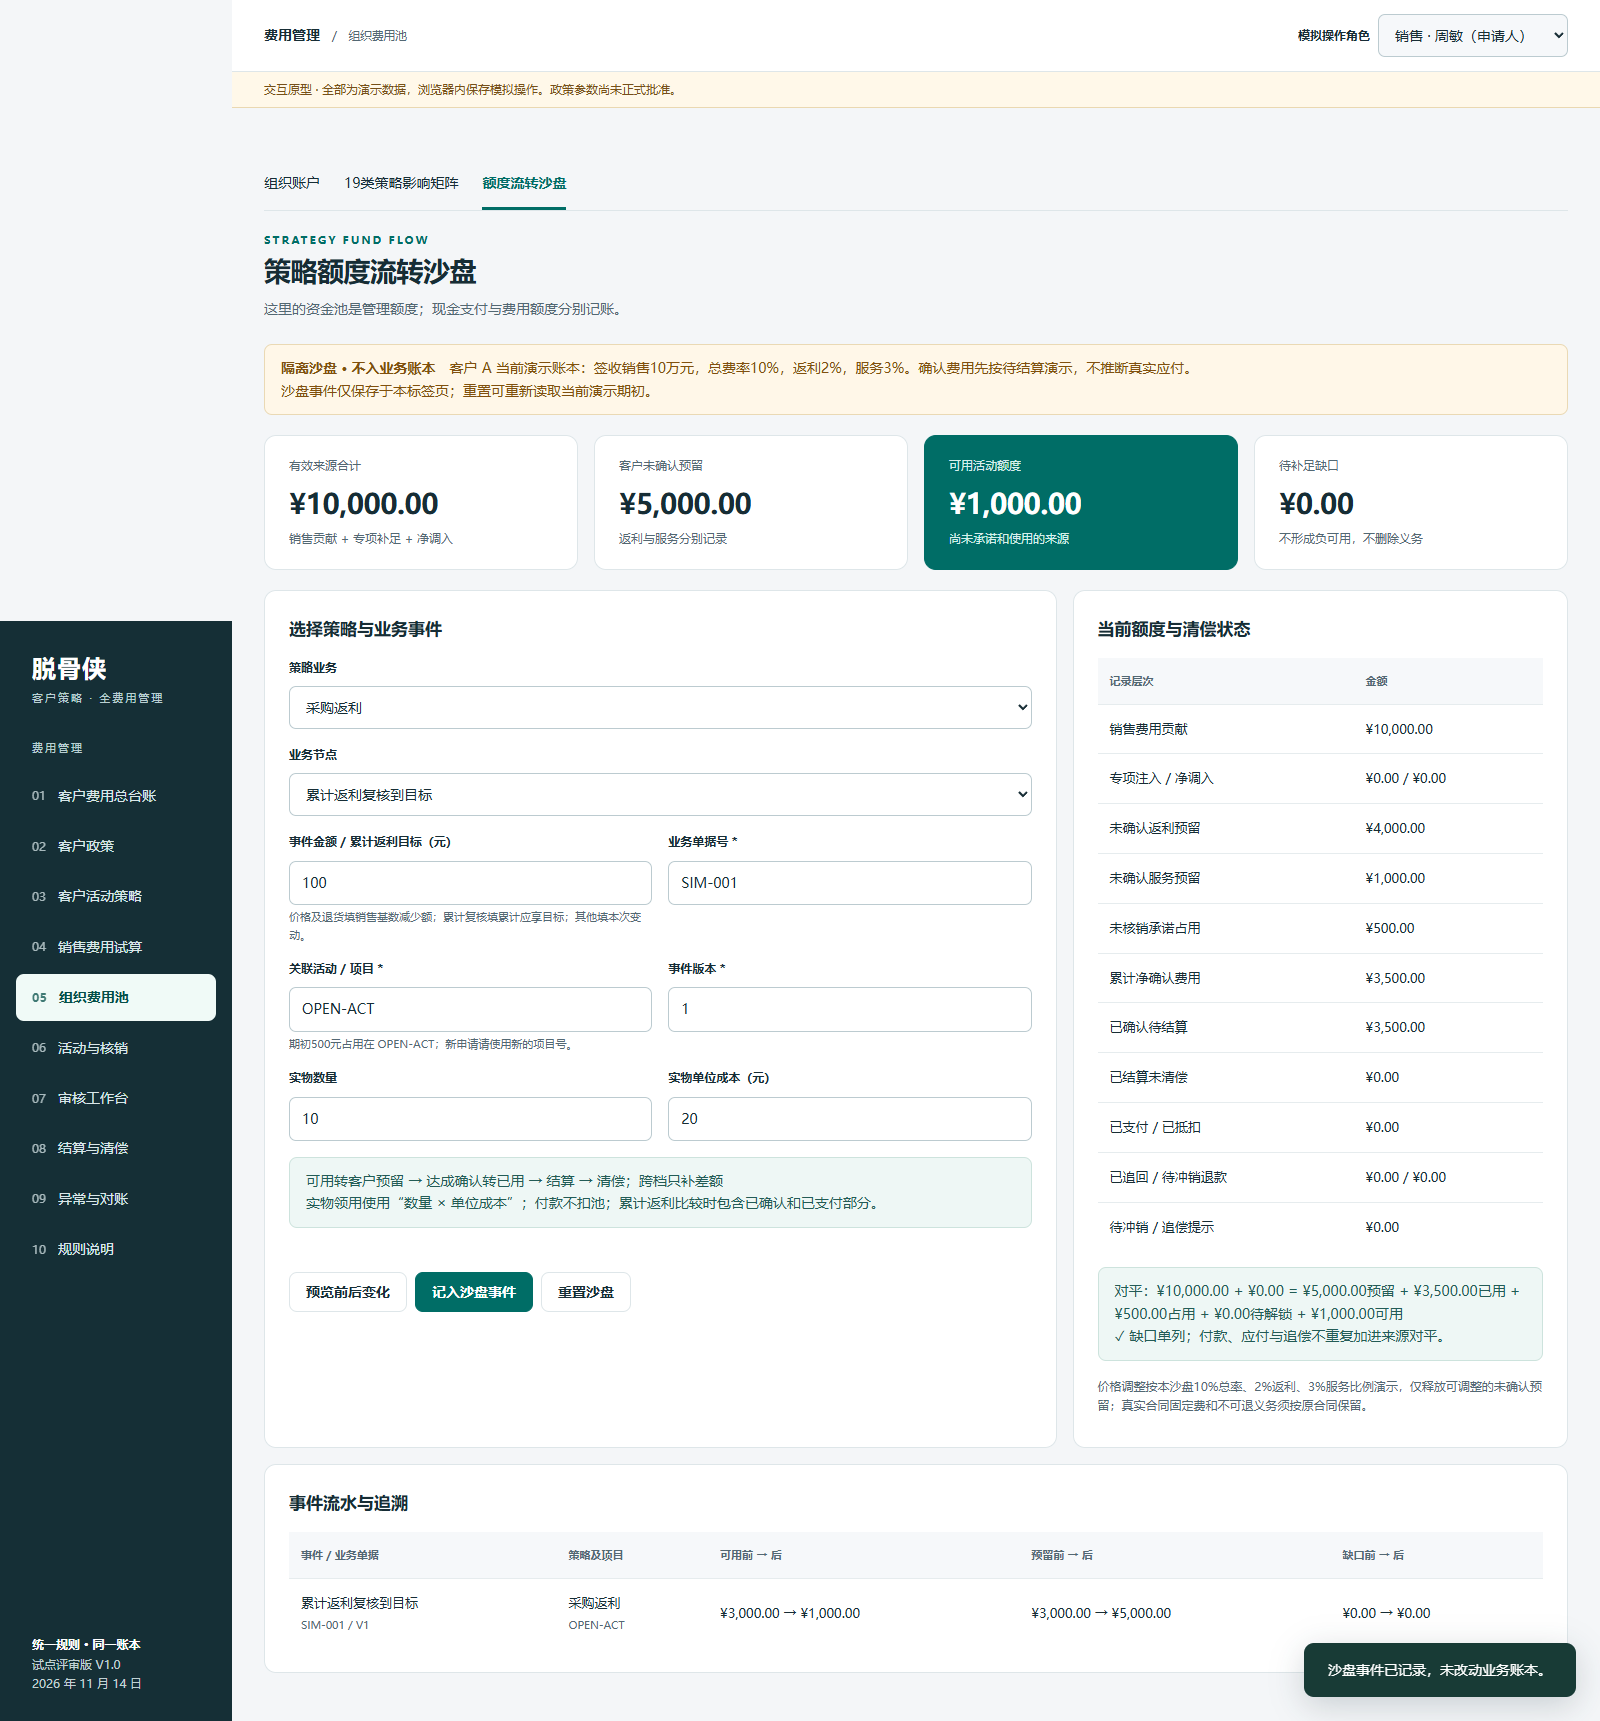 费用管理 / 组织费用池
模拟操作角色 销售 · 周敏（申请人）
交互原型 · 全部为演示数据，浏览器内保存模拟操作。政策参数尚未正式批准。
组织账户 19类策略影响矩阵 额度流转沙盘
STRATEGY FUND FLOW
策略额度流转沙盘
这里的资金池是管理额度；现金支付与费用额度分别记账。
隔离沙盘 • 不入业务账本 客户 A 当前演示账本：签收销售10万元，总费率10%，返利2%，服务3%。确认费用先按待结算演示，不推断真实应付。
沙盘事件仅保存于本标签页；重置可重新读取当前演示期初。
有效来源合计
¥10,000.00
销售贡献 + 专项补足 + 净调入
客户未确认预留
¥5,000.00
返利与服务分别记录
可用活动额度
¥1,000.00
尚未承诺和使用的来源
待补足缺口
¥0.00
不形成负可用，不删除义务
脱骨侠
客户策略 · 全费用管理
费用管理
01 客户费用总台账
02 客户政策
03 客户活动策略
04 销售费用试算
05 组织费用池
06 活动与核销
07 审核工作台
08 结算与清偿
09 异常与对账
10 规则说明
统一规则 • 同一账本
试点评审版 V1.0
2026 年 11 月 14 日
选择策略与业务事件
策略业务
采购返利
业务节点
累计返利复核到目标
事件金额 / 累计返利目标（元） 业务单据号 *
100 SIM-001
价格及退货填销售基数减少额；累计复核填累计应享目标；其他填本次变
动。
关联活动 / 项目 * 事件版本 *
OPEN-ACT 1
期初500元占用在 OPEN-ACT；新申请请使用新的项目号。
实物数量 实物单位成本（元）
10 20
可用转客户预留 → 达成确认转已用 → 结算 → 清偿；跨档只补差额
实物领用使用“数量 × 单位成本”；付款不扣池；累计返利比较时包含已确认和已支付部分。
预览前后变化 记入沙盘事件 重置沙盘
当前额度与清偿状态
记录层次 金额
销售费用贡献 ¥10,000.00
专项注入 / 净调入 ¥0.00 / ¥0.00
未确认返利预留 ¥4,000.00
未确认服务预留 ¥1,000.00
未核销承诺占用 ¥500.00
累计净确认费用 ¥3,500.00
已确认待结算 ¥3,500.00
已结算未清偿 ¥0.00
已支付 / 已抵扣 ¥0.00
已追回 / 待冲销退款 ¥0.00 / ¥0.00
待冲销 / 追偿提示 ¥0.00
对平：¥10,000.00 + ¥0.00 = ¥5,000.00预留 + ¥3,500.00已用 +
¥500.00占用 + ¥0.00待解锁 + ¥1,000.00可用
✓ 缺口单列；付款、应付与追偿不重复加进来源对平。
价格调整按本沙盘10%总率、2%返利、3%服务比例演示，仅释放可调整的未确认预
留；真实合同固定费和不可退义务须按原合同保留。
事件流水与追溯
事件 / 业务单据 策略及项目 可用前 → 后 预留前 → 后 缺口前 → 后
累计返利复核到目标 采购返利 ¥3,000.00 → ¥1,000.00 ¥3,000.00 → ¥5,000.00 ¥0.00 → ¥0.00
SIM-001 / V1 OPEN-ACT
沙盘事件已记录，未改动业务账本。